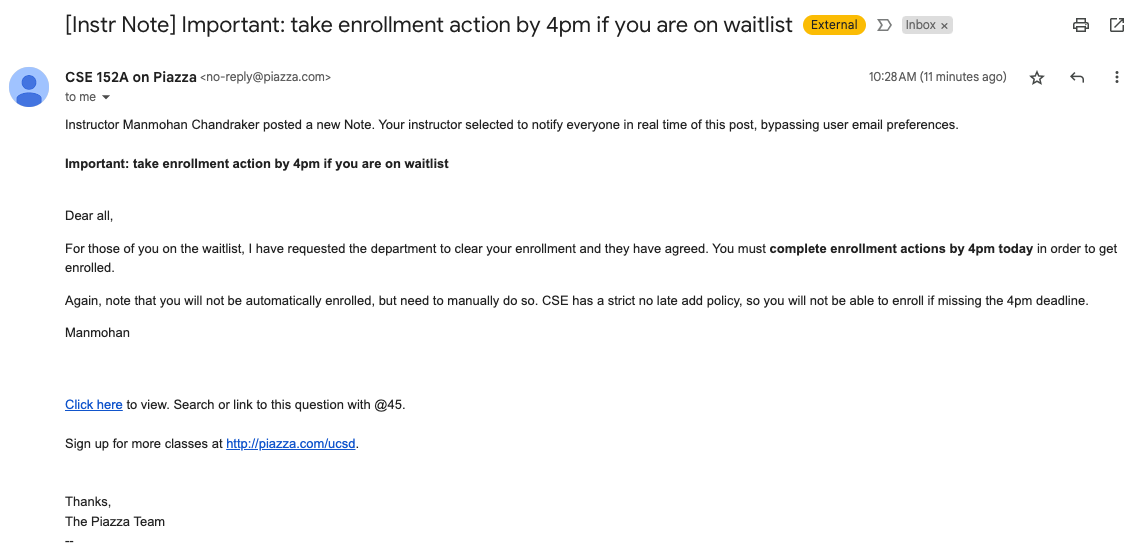 [Instr Note] Important: take enrollment action by 4pm if you are on waitlist External Inbox ×
CSE 152A on Piazza <no-reply@piazza.com> 10:28 AM (11 minutes ago)
to me
Instructor Manmohan Chandraker posted a new Note. Your instructor selected to notify everyone in real time of this post, bypassing user email preferences.
Important: take enrollment action by 4pm if you are on waitlist
Dear all,
For those of you on the waitlist, I have requested the department to clear your enrollment and they have agreed. You must complete enrollment actions by 4pm today in order to get
enrolled.
Again, note that you will not be automatically enrolled, but need to manually do so. CSE has a strict no late add policy, so you will not be able to enroll if missing the 4pm deadline.
Manmohan
Click here to view. Search or link to this question with @45.
Sign up for more classes at http://piazza.com/ucsd.
Thanks,
The Piazza Team
--